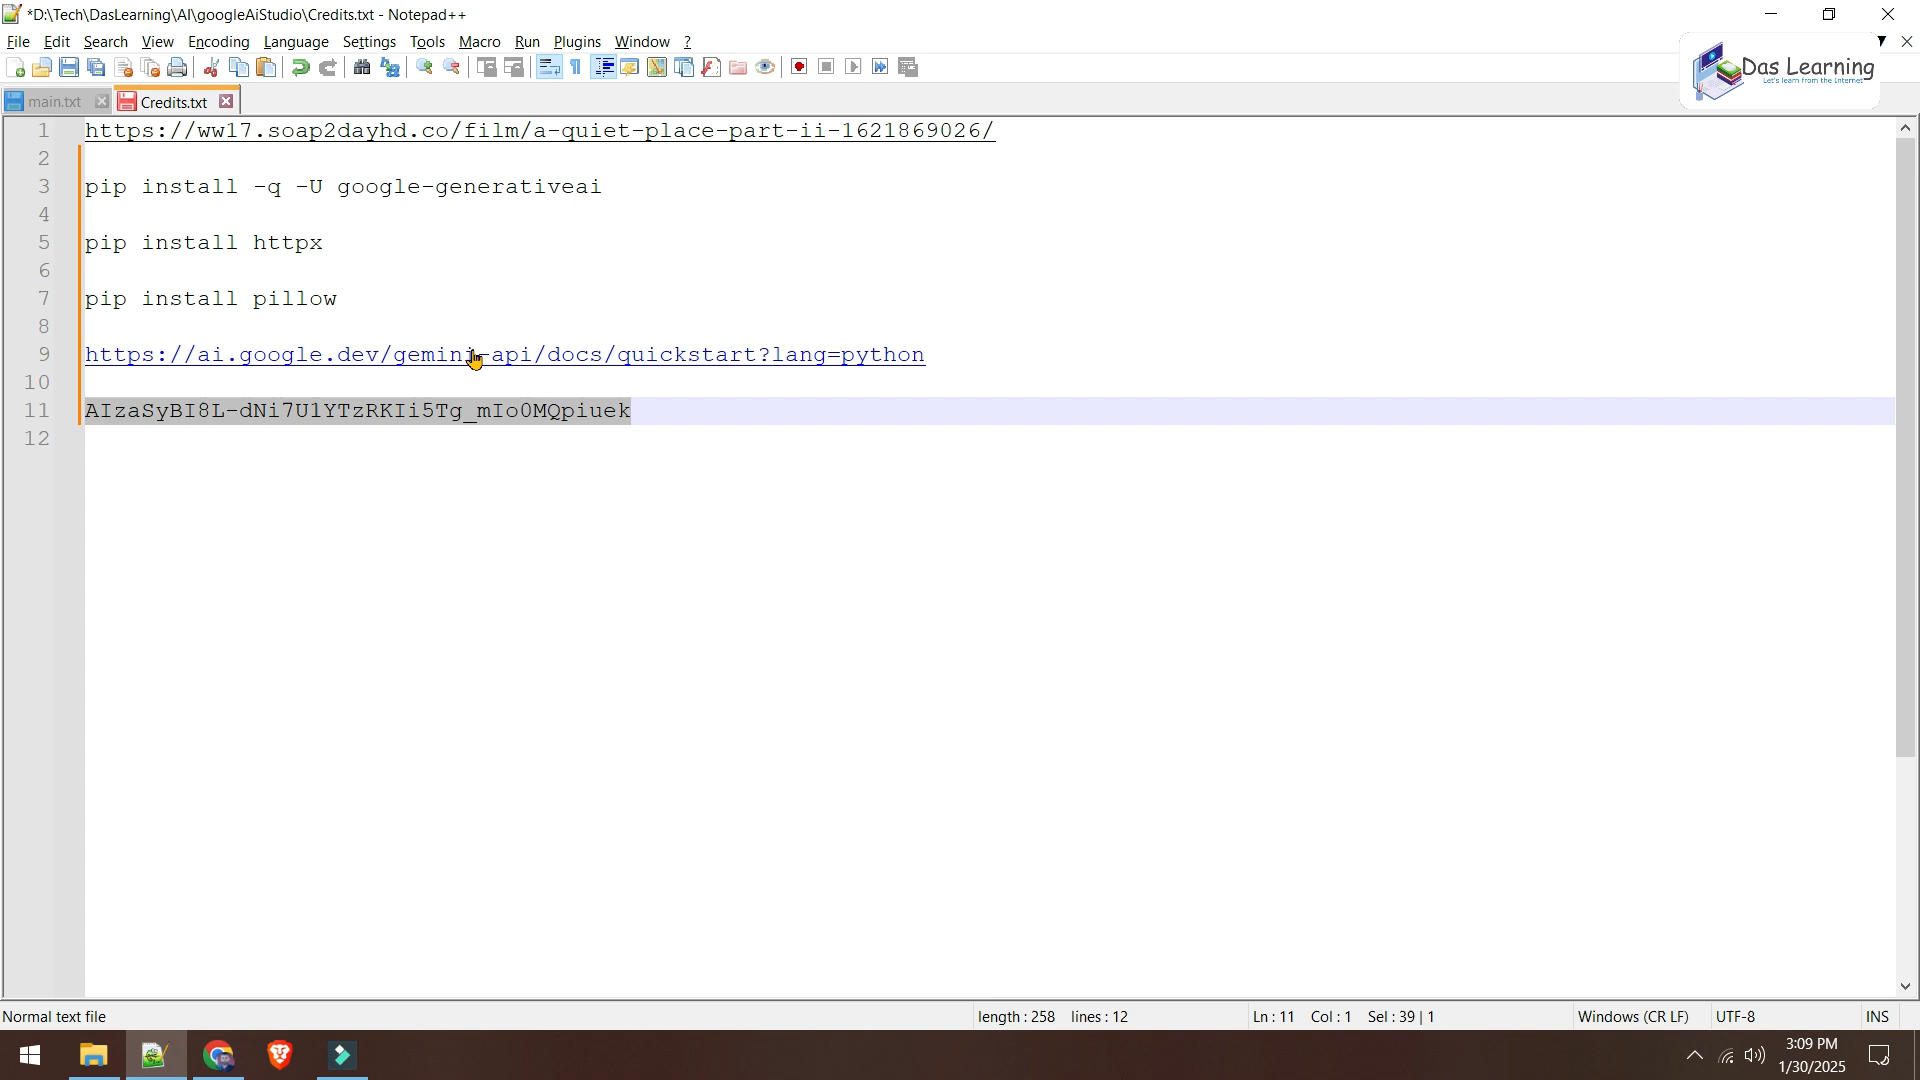 *D:\Tech\DasLearning\AI\googleAiStudio\Credits.txt - Notepad++
File Edit Search View Encoding Language Settings Tools Macro Run Plugins Window ?
Das Learning
Let's learn from the Internet
main.txt Credits.txt
1 https://ww17.soap2dayhd.co/film/a-quiet-place-part-ii-1621869026/
2
3 pip install -q -U google-generativeai
4
5 pip install httpx
6
7 pip install pillow
8
9 https://ai.google.dev/gemini-api/docs/quickstart?lang=python
10
11 AIzaSyBI8L-dNi7U1YTzRKIi5Tg_mIo0MQpiuek
12
Normal text file length : 258 lines : 12 Ln : 11 Col : 1 Sel : 39 | 1 Windows (CR LF) UTF-8 INS
3:09 PM
1/30/2025